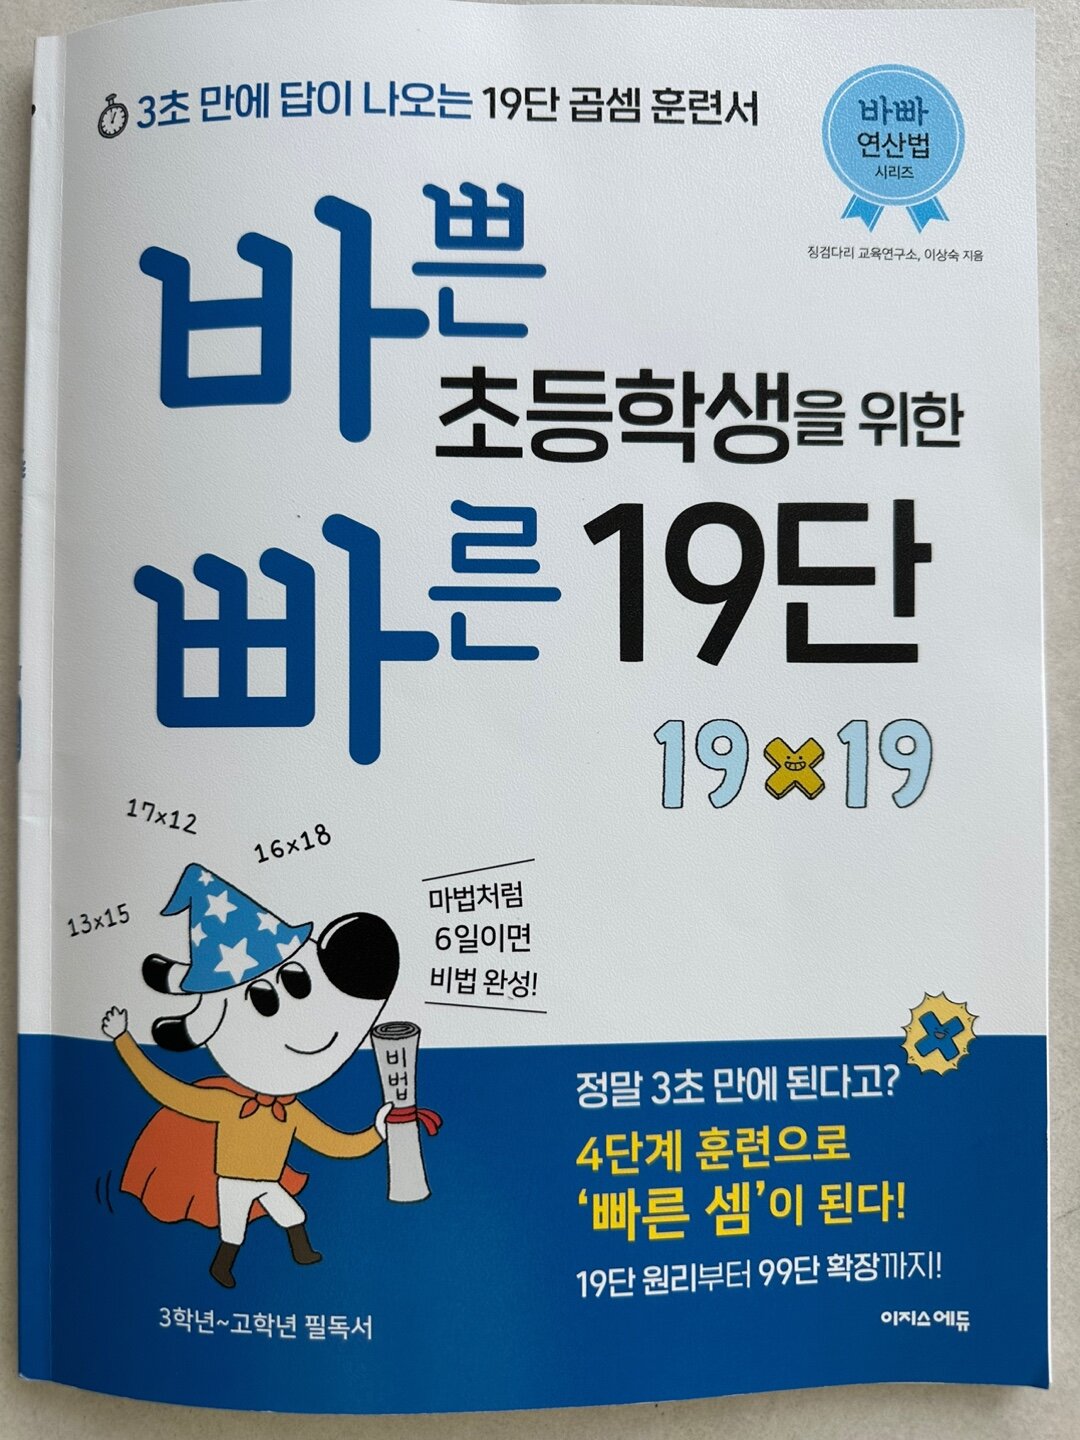 3초 만에 답이 나오는 19단 곱셈 훈련서
바빠
연산법
시리즈
징검다리 교육연구소, 이상숙 지음
바쁜
초등학생을 위한
빠른 19단
19×19
17×12
16×18
13×15
마법처럼
6일이면
비법 완성!
비법
정말 3초 만에 된다고?
4단계 훈련으로
‘빠른 셈’이 된다!
19단 원리부터 99단 확장까지!
3학년~고학년 필독서
이지스에듀